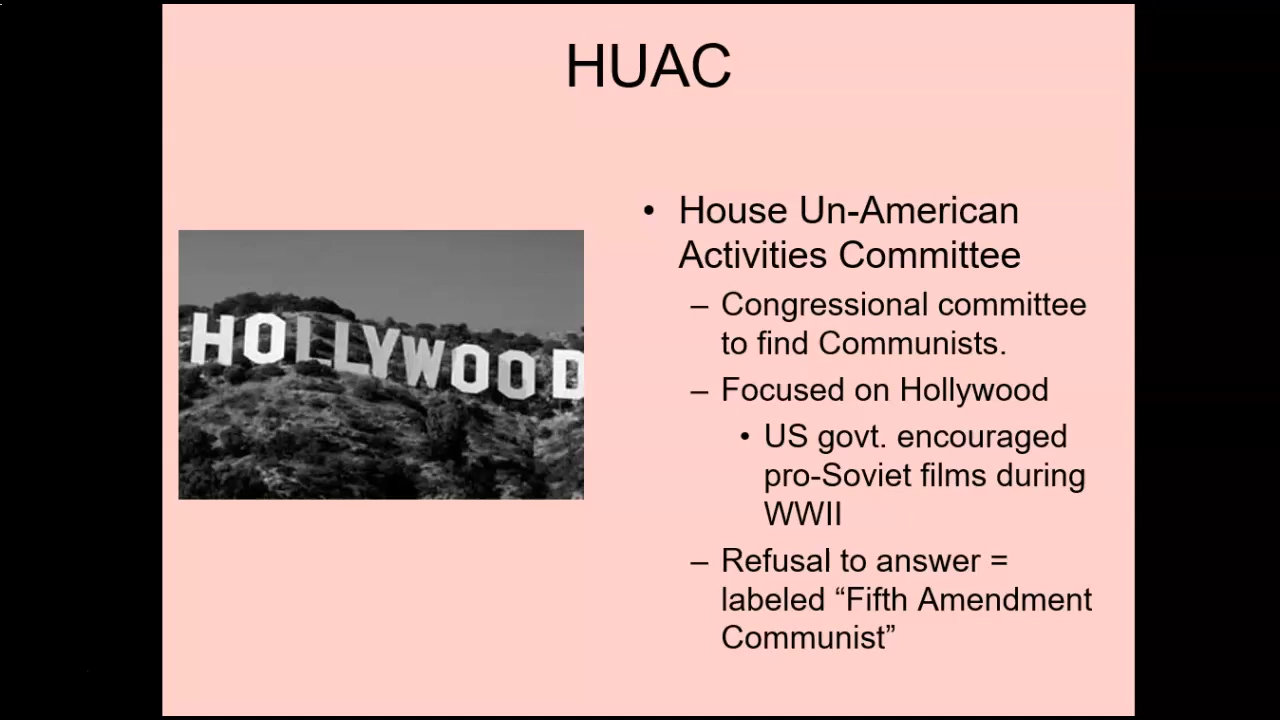 HUAC
HOLLYWOOD
• House Un-American
Activities Committee
– Congressional committee
to find Communists.
– Focused on Hollywood
• US govt. encouraged
pro-Soviet films during
WWII
– Refusal to answer =
labeled “Fifth Amendment
Communist”